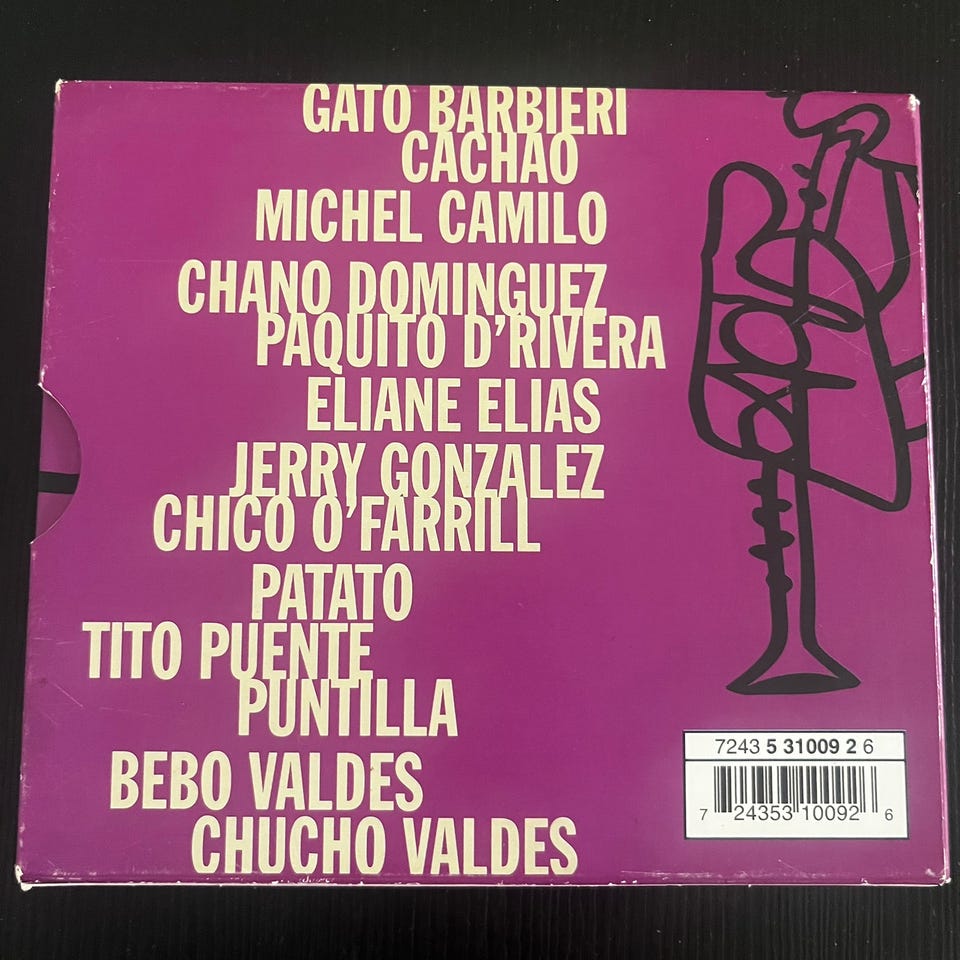 GATO BARBIERI
CACHAO
MICHEL CAMILO
CHANO DOMINGUEZ
PAQUITO D'RIVERA
ELIANE ELIAS
JERRY GONZALEZ
CHICO O'FARRILL
PATATO
TITO PUENTE
PUNTILLA
BEBO VALDES
CHUCHO VALDES
7243 5 31009 2 6
7 24353 10092 6